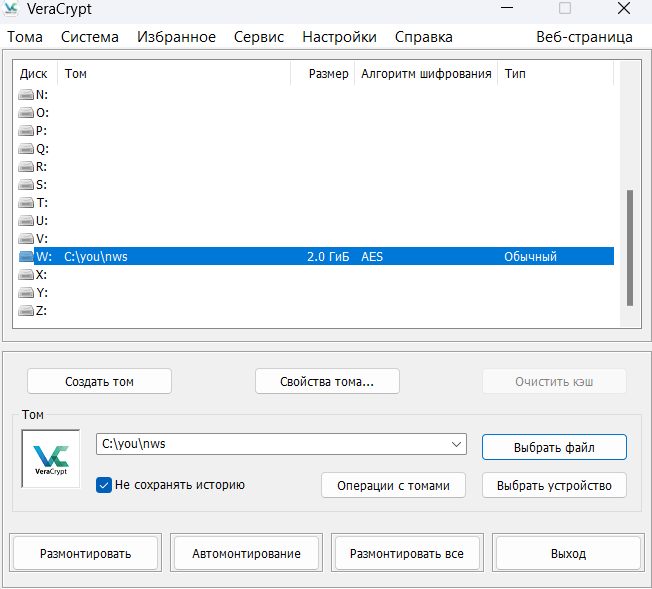 VeraCrypt
Тома Система Избранное Сервис Настройки Справка Веб-страница
Диск Том Размер Алгоритм шифрования Тип
N:
O:
P:
Q:
R:
S:
T:
U:
V:
W: C:\you\nws 2.0 ГиБ AES Обычный
X:
Y:
Z:
Создать том Свойства тома... Очистить кэш
Том
C:\you\nws Выбрать файл
VeraCrypt
Не сохранять историю Операции с томами Выбрать устройство
Размонтировать Автомонтирование Размонтировать все Выход